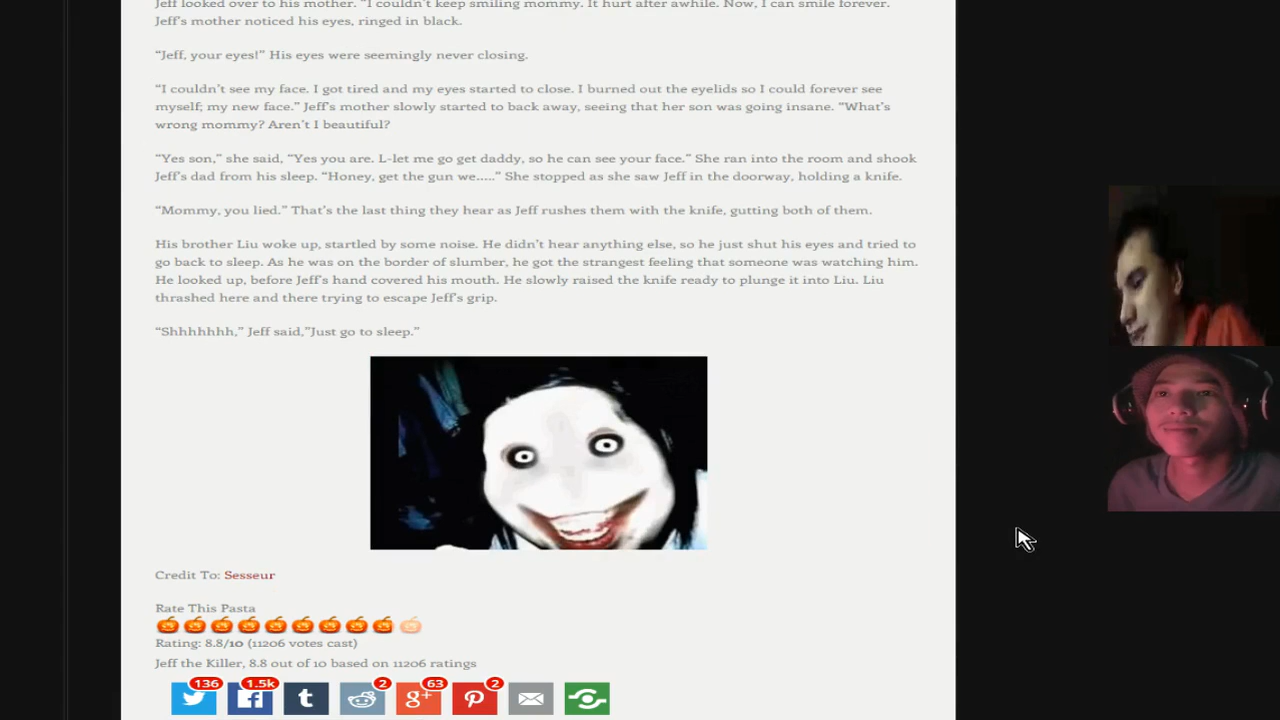 Jeff looked over to his mother. “I couldn’t keep smiling mommy. It hurt after awhile. Now, I can smile forever.
Jeff’s mother noticed his eyes, ringed in black.
“Jeff, your eyes!” His eyes were seemingly never closing.
“I couldn’t see my face. I got tired and my eyes started to close. I burned out the eyelids so I could forever see
myself; my new face.” Jeff’s mother slowly started to back away, seeing that her son was going insane. “What’s
wrong mommy? Aren’t I beautiful?
“Yes son,” she said, “Yes you are. L-let me go get daddy, so he can see your face.” She ran into the room and shook
Jeff’s dad from his sleep. “Honey, get the gun we…..” She stopped as she saw Jeff in the doorway, holding a knife.
“Mommy, you lied.” That’s the last thing they hear as Jeff rushes them with the knife, gutting both of them.
His brother Liu woke up, startled by some noise. He didn’t hear anything else, so he just shut his eyes and tried to
go back to sleep. As he was on the border of slumber, he got the strangest feeling that someone was watching him.
He looked up, before Jeff’s hand covered his mouth. He slowly raised the knife ready to plunge it into Liu. Liu
thrashed here and there trying to escape Jeff’s grip.
“Shhhhhhh,” Jeff said,”Just go to sleep.”
Credit To: Sesseur
Rate This Pasta
Rating: 8.8/10 (11206 votes cast)
Jeff the Killer, 8.8 out of 10 based on 11206 ratings
136 1.5k 2 63 2